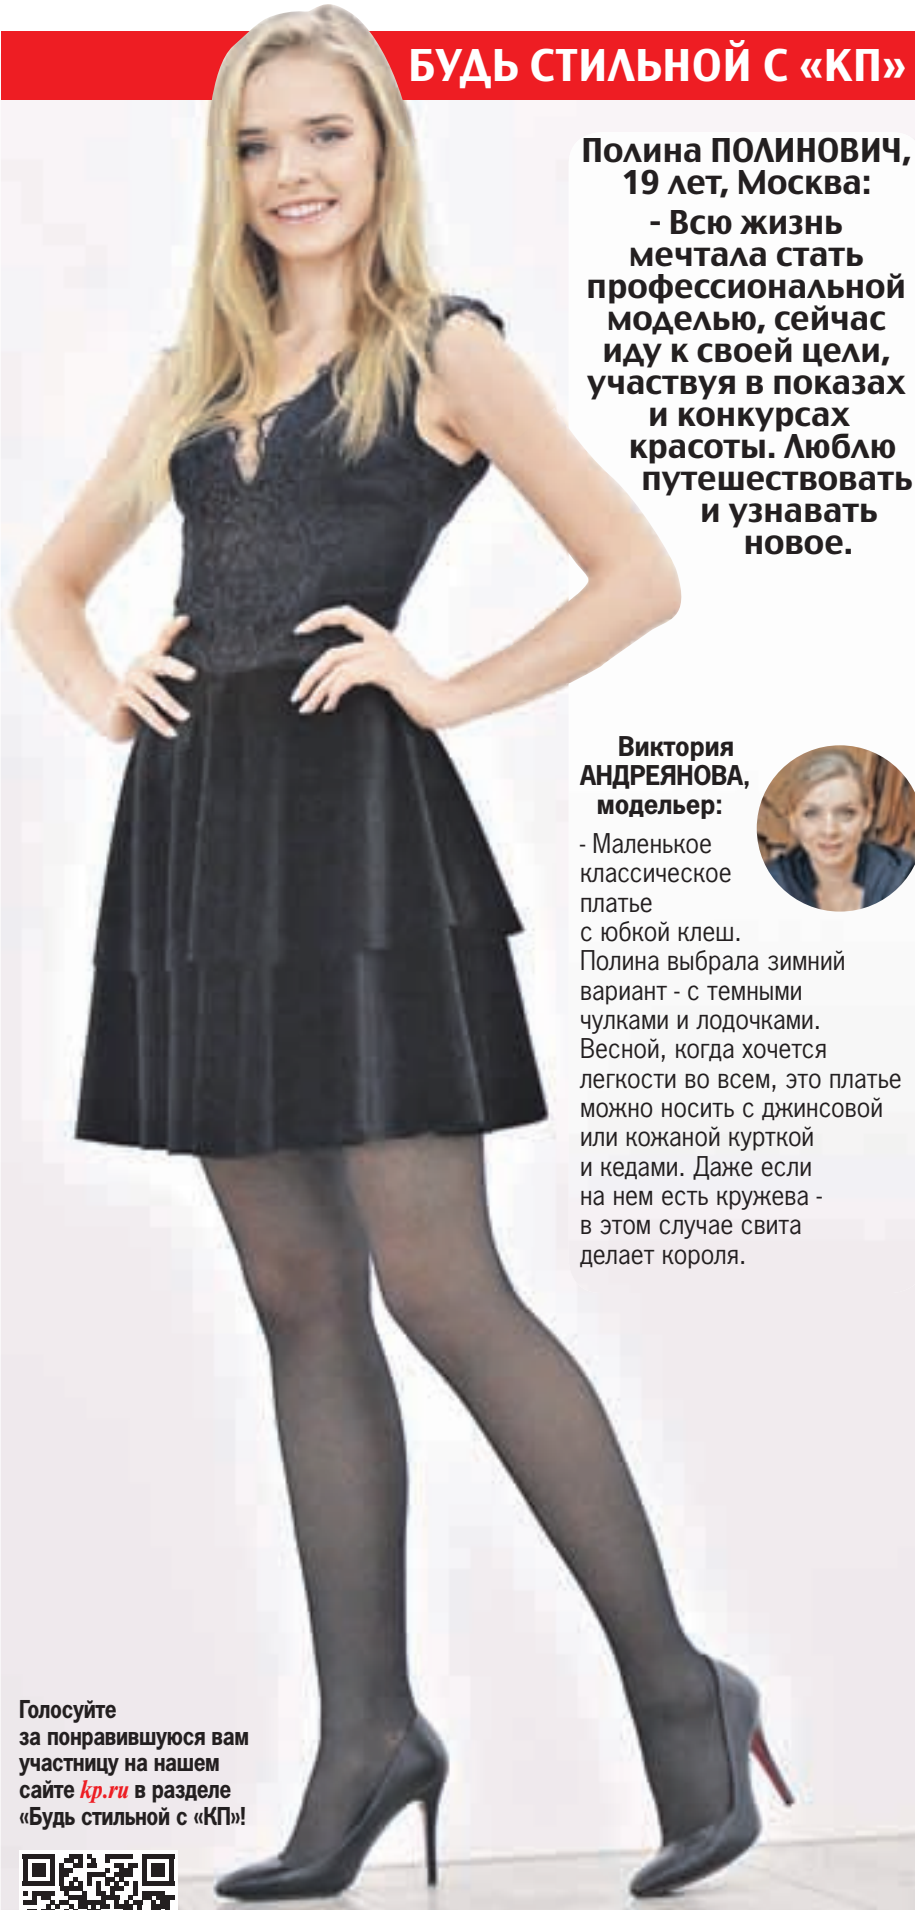 БУДЬ СТИЛЬНОЙ С «КП»
Полина ПОЛИНОВИЧ,
19 лет, Москва:
- Всю жизнь
мечтала стать
профессиональной
моделью, сейчас
иду к своей цели,
участвуя в показах
и конкурсах
красоты. Люблю
путешествовать
и узнавать
новое.
Виктория
АНДРЕЯНОВА,
модельер:
- Маленькое
классическое
платье
с юбкой клеш.
Полина выбрала зимний
вариант - с темными
чулками и лодочками.
Весной, когда хочется
легкости во всем, это платье
можно носить с джинсовой
или кожаной курткой
и кедами. Даже если
на нем есть кружева -
в этом случае свита
делает короля.
Голосуйте
за понравившуюся вам
участницу на нашем
сайте kp.ru в разделе
«Будь стильной с «КП»!